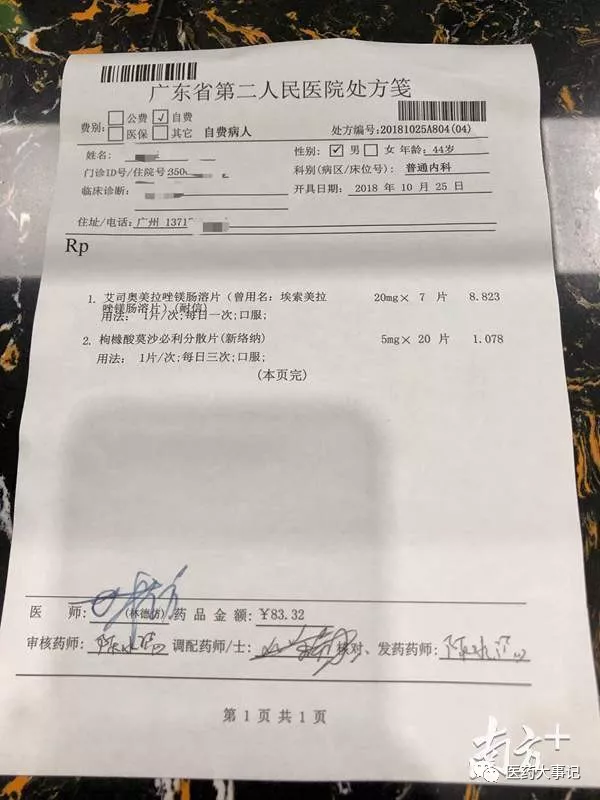 广东省第二人民医院处方笺
费别: 公费 √ 自费
医保 其它 自费病人
处方编号:20181025A804(04)
姓名:
性别: ✓ 男 女 年龄: 44岁
门诊ID号/住院号 350
科别(病区/床位号): 普通内科
临床诊断:
开具日期: 2018 年 10 月 25 日
住址/电话: 广州 1371
Rp
1. 艾司奥美拉唑镁肠溶片(曾用名: 埃索美拉 20mg× 7 片 8.823
唑镁肠溶片)(耐信)
用法: 1片/次;每日一次;口服;
2. 枸橼酸莫沙必利分散片(新络纳) 5mg× 20 片 1.078
用法: 1片/次;每日三次;口服;
(本页完)
医 师: (林德访) 药品金额: ¥83.32
审核药师: 调配药师/士: 核对、发药药师:
第 1 页 共 1 页
南方+
医药大事记